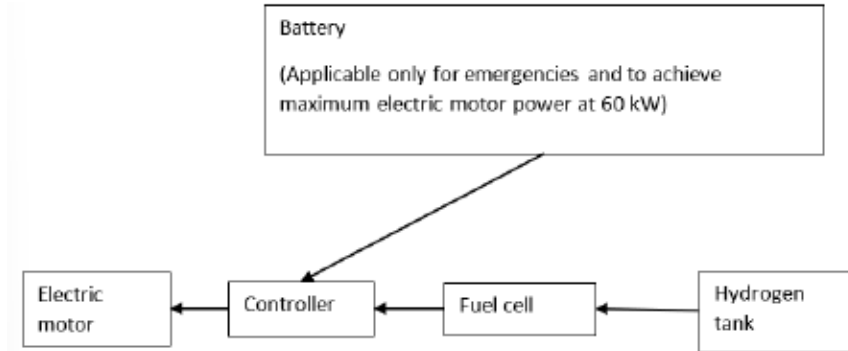 Battery
(Applicable only for emergencies and to achieve
maximum electric motor power at 60 kW)
Electric
motor
Controller
Fuel cell
Hydrogen
tank